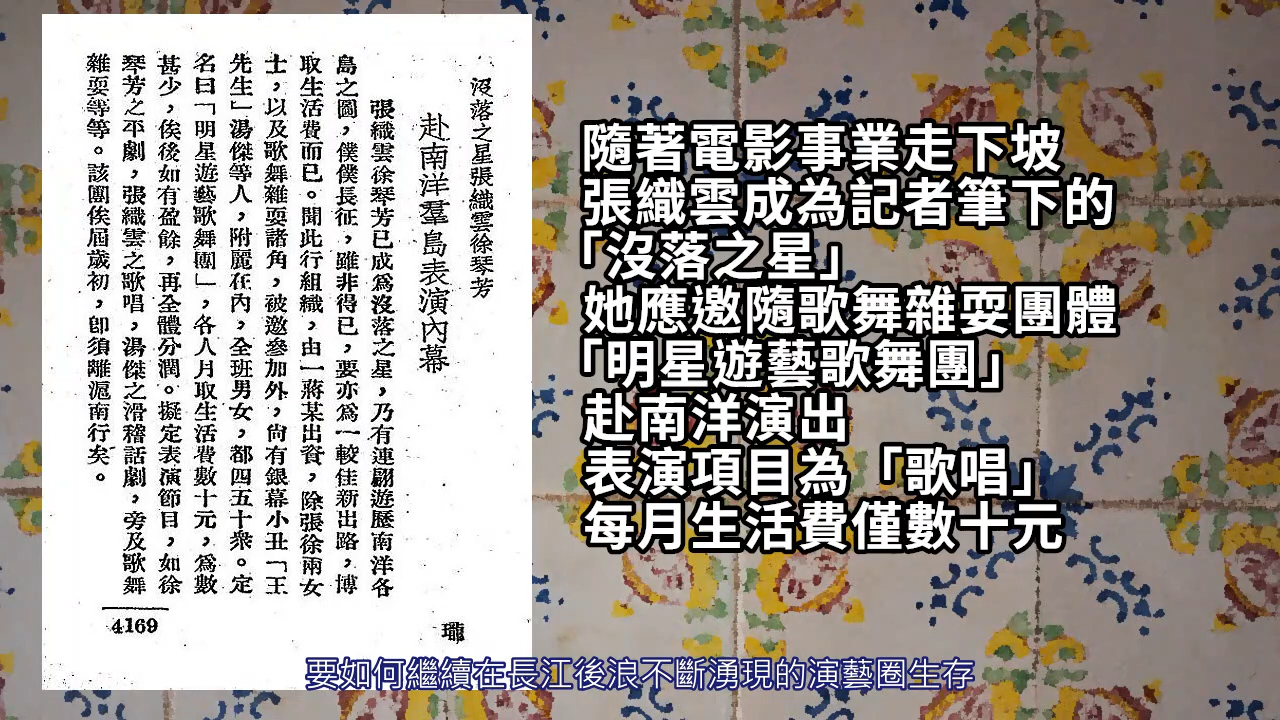 沒落之星張織雲徐琴芳
赴南洋羣島表演內幕
瓏
張織雲徐琴芳已成爲沒落之星，乃有連翩遊歷南洋各
島之圖，僕僕長征，雖非得已，要亦爲一較佳新出路，博
取生活費而已。聞此行組織，由一蔣某出資，除張徐兩女
士，以及歌舞雜耍諸角，被邀參加外，尙有銀幕小丑「王
先生」湯傑等人，附麗在內，全班男女，都四五十衆。定
名曰「明星遊藝歌舞團」，各人月取生活費數十元，爲數
甚少，俟後如有盈餘，再全體分潤。擬定表演節目，如徐
琴芳之平劇，張織雲之歌唱，湯傑之滑稽話劇，旁及歌舞
雜耍等等。該團俟屆歲初，卽須離滬南行矣。
4169
隨著電影事業走下坡
張織雲成為記者筆下的
「沒落之星」
她應邀隨歌舞雜耍團體
「明星遊藝歌舞團」
赴南洋演出
表演項目為「歌唱」
每月生活費僅數十元
要如何繼續在長江後浪不斷湧現的演藝圈生存